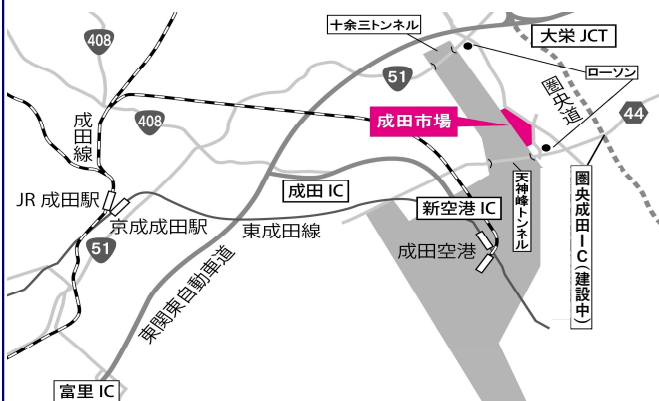 十余三トンネル
大栄 JCT
408
51
ローソン
圏央道
44
成田市場
成田線
408
成田 IC
新空港 IC
天神峰トンネル
JR 成田駅
京成成田駅
東成田線
成田空港
51
東関東自動車道
圏央成田IC(建設中)
富里 IC